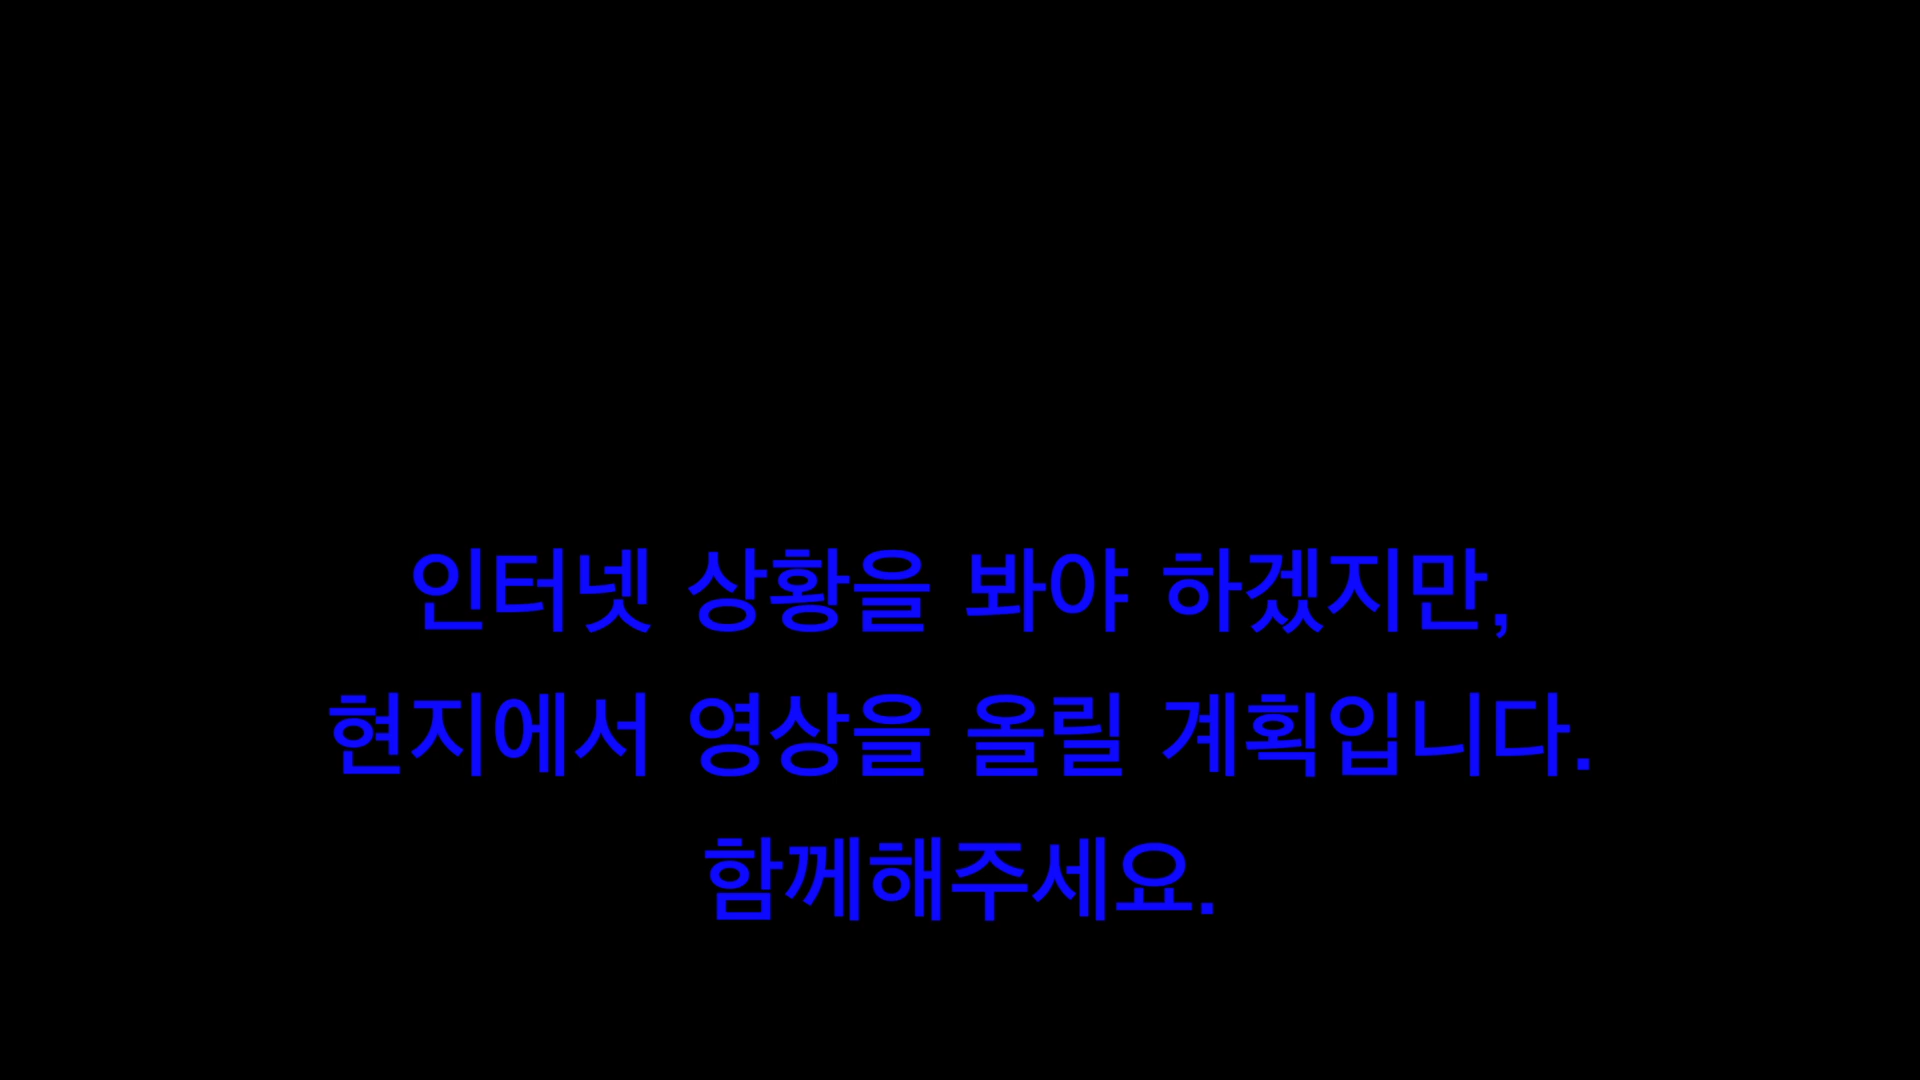 인터넷 상황을 봐야 하겠지만,
현지에서 영상을 올릴 계획입니다.
함께해주세요.